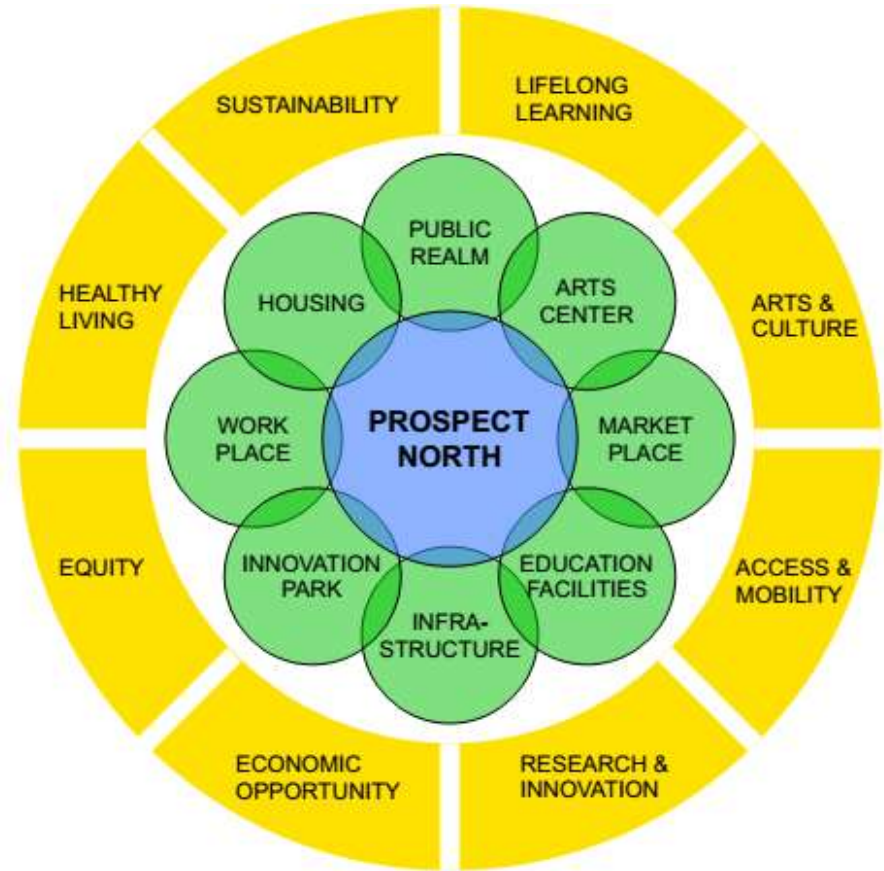 SUSTAINABILITY
LIFELONG
LEARNING
ARTS &
CULTURE
ACCESS &
MOBILITY
RESEARCH &
INNOVATION
ECONOMIC
OPPORTUNITY
EQUITY
HEALTHY
LIVING
PUBLIC
REALM
ARTS
CENTER
MARKET
PLACE
EDUCATION
FACILITIES
INFRA-
STRUCTURE
INNOVATION
PARK
WORK
PLACE
HOUSING
PROSPECT
NORTH